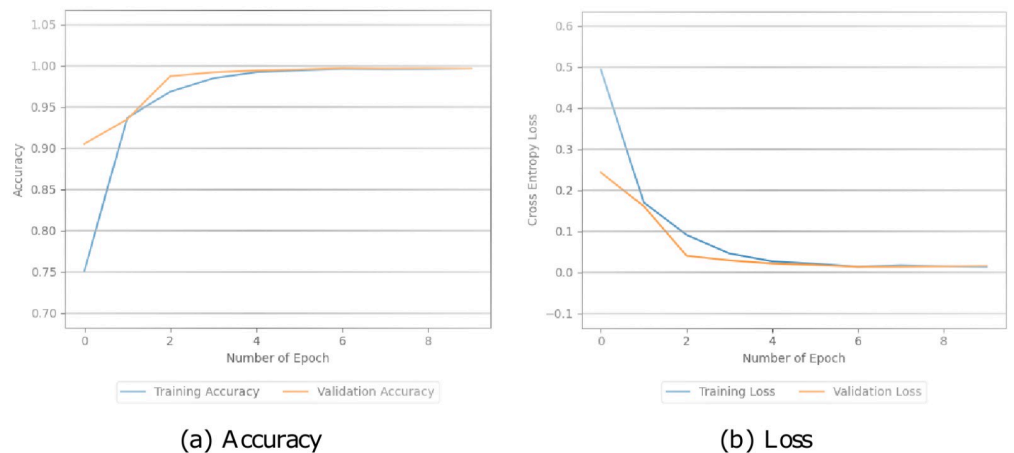 1.05
1.00
0.95
0.90
0.85
0.80
0.75
0.70
Accuracy
0 2 4 6 8
Number of Epoch
Training Accuracy Validation Accuracy
(a) Accuracy
0.6
0.5
0.4
0.3
0.2
0.1
0.0
−0.1
Cross Entropy Loss
0 2 4 6 8
Number of Epoch
Training Loss Validation Loss
(b) Loss